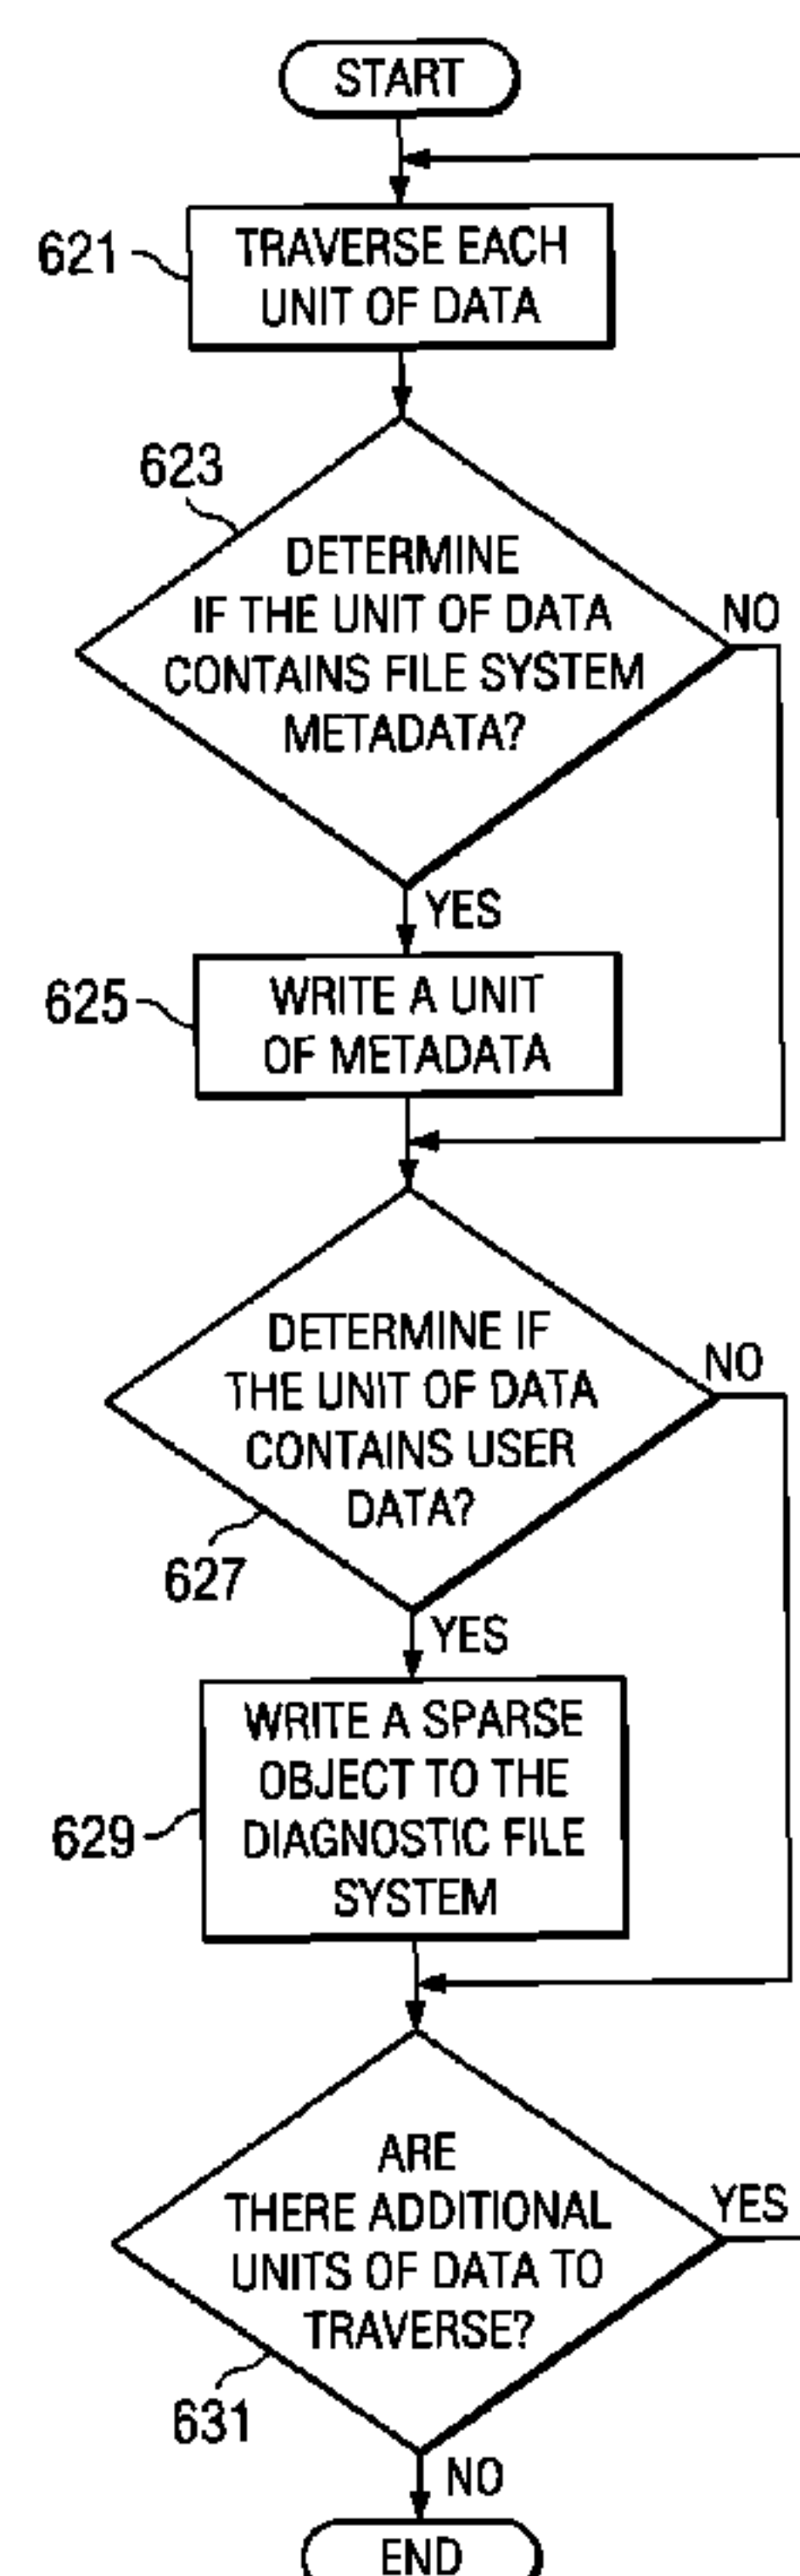 START
621
TRAVERSE EACH
UNIT OF DATA
623
DETERMINE
IF THE UNIT OF DATA
CONTAINS FILE SYSTEM
METADATA?
NO
YES
625
WRITE A UNIT
OF METADATA
DETERMINE IF
THE UNIT OF DATA
CONTAINS USER
DATA?
NO
627
YES
629
WRITE A SPARSE
OBJECT TO THE
DIAGNOSTIC FILE
SYSTEM
ARE
THERE ADDITIONAL
UNITS OF DATA TO
TRAVERSE?
YES
631
NO
END